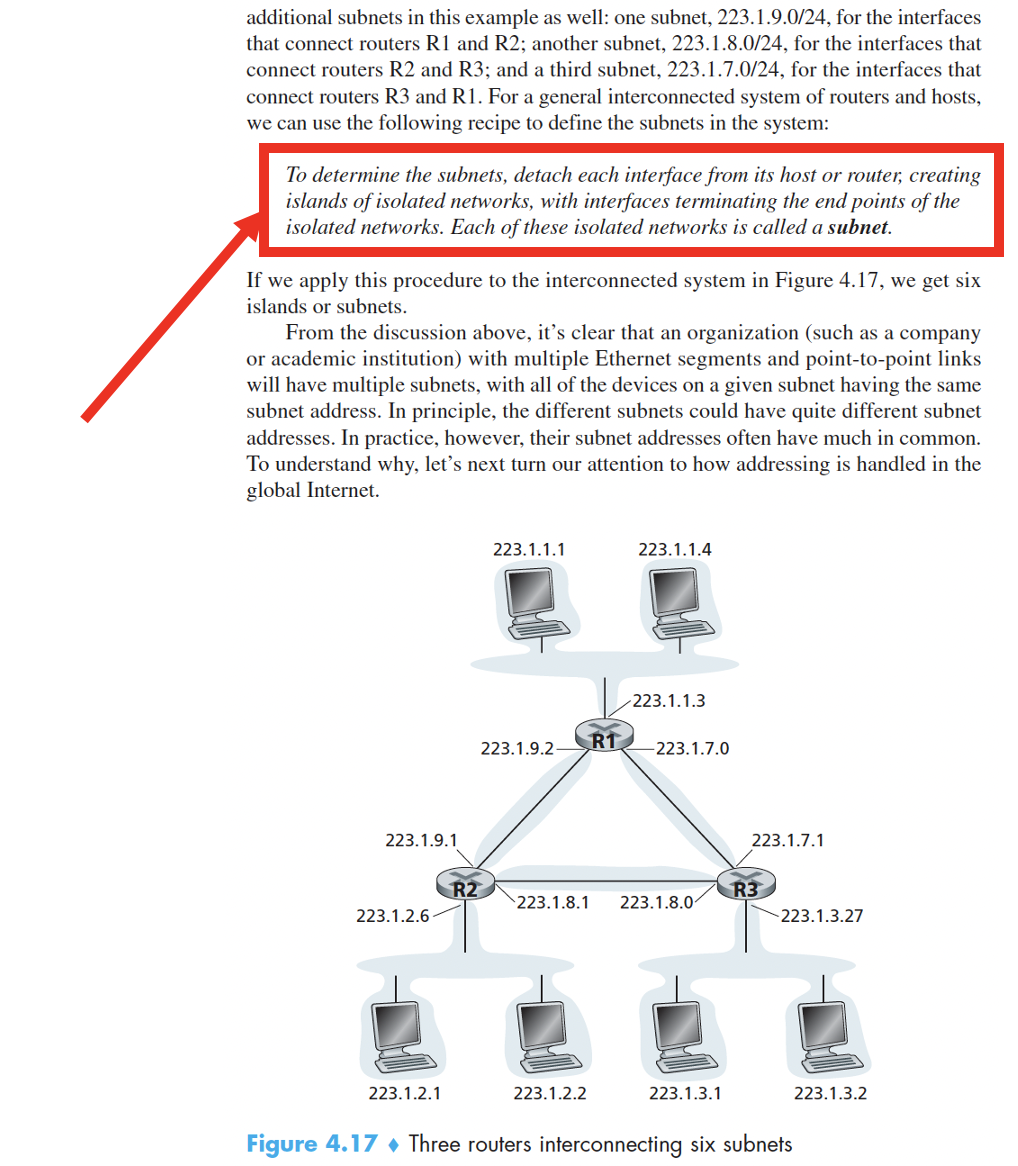 additional subnets in this example as well: one subnet, 223.1.9.0/24, for the interfaces
that connect routers R1 and R2; another subnet, 223.1.8.0/24, for the interfaces that
connect routers R2 and R3; and a third subnet, 223.1.7.0/24, for the interfaces that
connect routers R3 and R1. For a general interconnected system of routers and hosts,
we can use the following recipe to define the subnets in the system:
To determine the subnets, detach each interface from its host or router, creating
islands of isolated networks, with interfaces terminating the end points of the
isolated networks. Each of these isolated networks is called a subnet.
If we apply this procedure to the interconnected system in Figure 4.17, we get six
islands or subnets.
From the discussion above, it’s clear that an organization (such as a company
or academic institution) with multiple Ethernet segments and point-to-point links
will have multiple subnets, with all of the devices on a given subnet having the same
subnet address. In principle, the different subnets could have quite different subnet
addresses. In practice, however, their subnet addresses often have much in common.
To understand why, let’s next turn our attention to how addressing is handled in the
global Internet.
223.1.1.1 223.1.1.4
223.1.1.3
R1
223.1.9.2 223.1.7.0
223.1.9.1 223.1.7.1
R2 R3
223.1.8.1 223.1.8.0
223.1.2.6 223.1.3.27
223.1.2.1 223.1.2.2 223.1.3.1 223.1.3.2
Figure 4.17 ♦ Three routers interconnecting six subnets